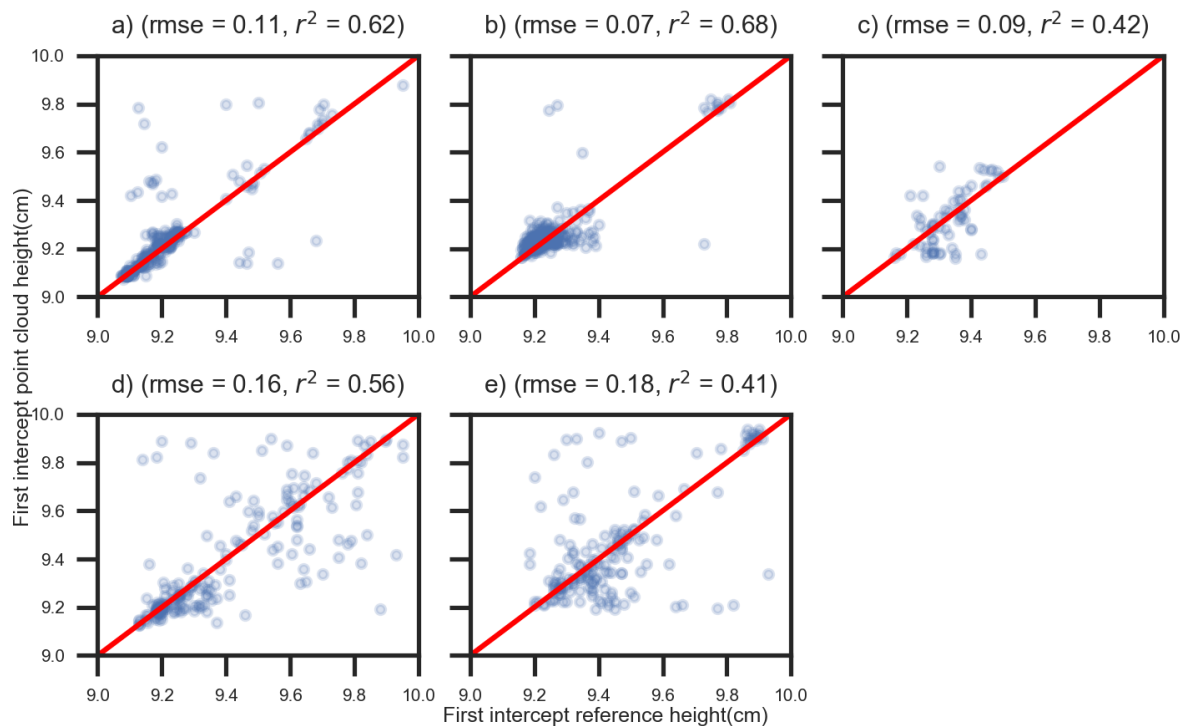 a) (rmse = 0.11, r² = 0.62)
b) (rmse = 0.07, r² = 0.68)
c) (rmse = 0.09, r² = 0.42)
10.0
9.8
9.6
9.4
9.2
9.0
9.0 9.2 9.4 9.6 9.8 10.0
9.0 9.2 9.4 9.6 9.8 10.0
9.0 9.2 9.4 9.6 9.8 10.0
First intercept point cloud height(cm)
d) (rmse = 0.16, r² = 0.56)
e) (rmse = 0.18, r² = 0.41)
10.0
9.8
9.6
9.4
9.2
9.0
9.0 9.2 9.4 9.6 9.8 10.0
9.0 9.2 9.4 9.6 9.8 10.0
First intercept reference height(cm)